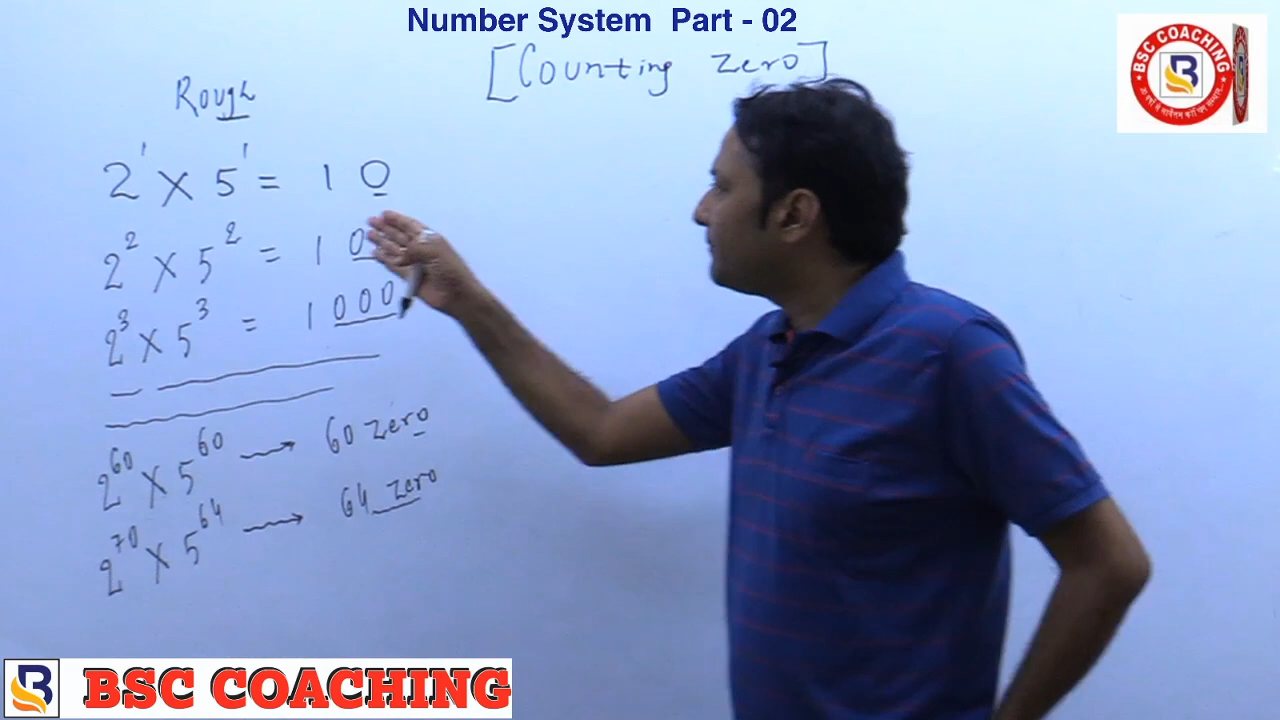 Number System Part - 02
[Counting Zero]
BSC COACHING
Rough
2¹ × 5¹ = 10
2² × 5² = 10
2³ × 5³ = 1000
2⁶⁰ × 5⁶⁰ → 60 Zero
2⁷⁰ × 5⁶⁴ → 64 Zero
BSC COACHING